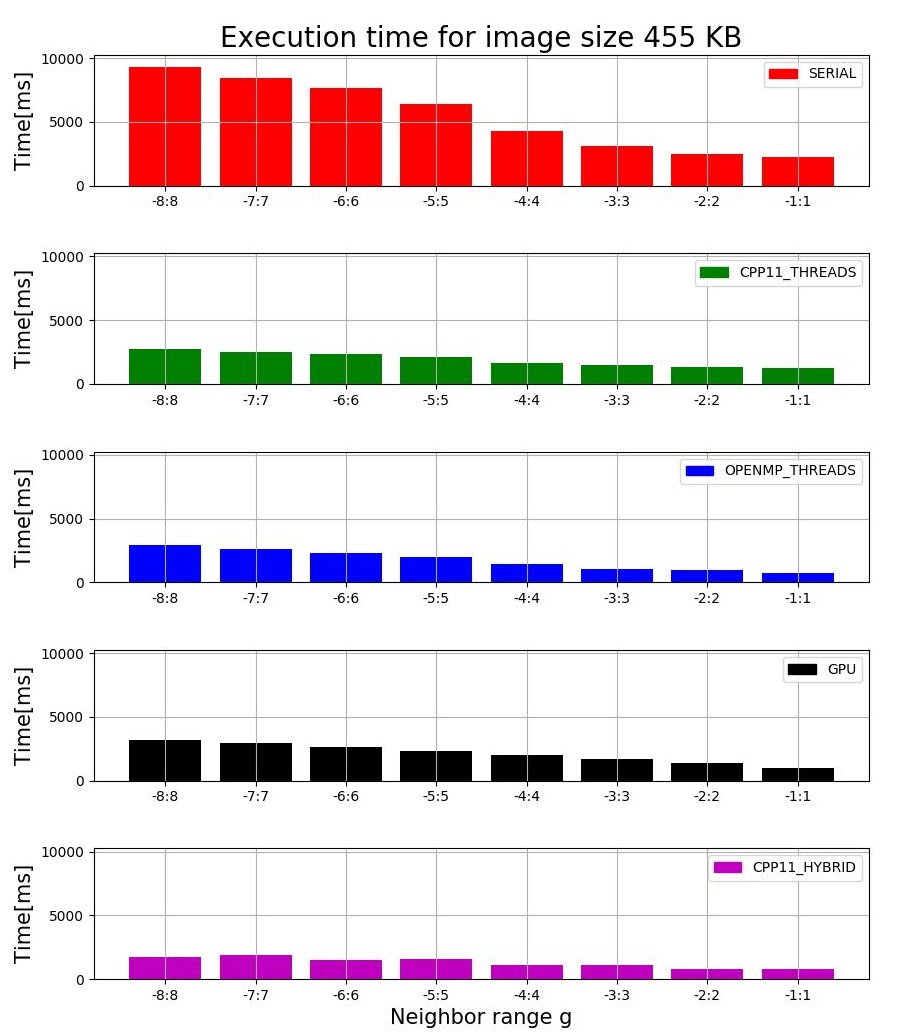 Execution time for image size 455 KB
Time[ms]
10000
5000
0
SERIAL
-8:8 -7:7 -6:6 -5:5 -4:4 -3:3 -2:2 -1:1
Time[ms]
10000
5000
0
CPP11_THREADS
-8:8 -7:7 -6:6 -5:5 -4:4 -3:3 -2:2 -1:1
Time[ms]
10000
5000
0
OPENMP_THREADS
-8:8 -7:7 -6:6 -5:5 -4:4 -3:3 -2:2 -1:1
Time[ms]
10000
5000
0
GPU
-8:8 -7:7 -6:6 -5:5 -4:4 -3:3 -2:2 -1:1
Time[ms]
10000
5000
0
CPP11_HYBRID
-8:8 -7:7 -6:6 -5:5 -4:4 -3:3 -2:2 -1:1
Neighbor range g